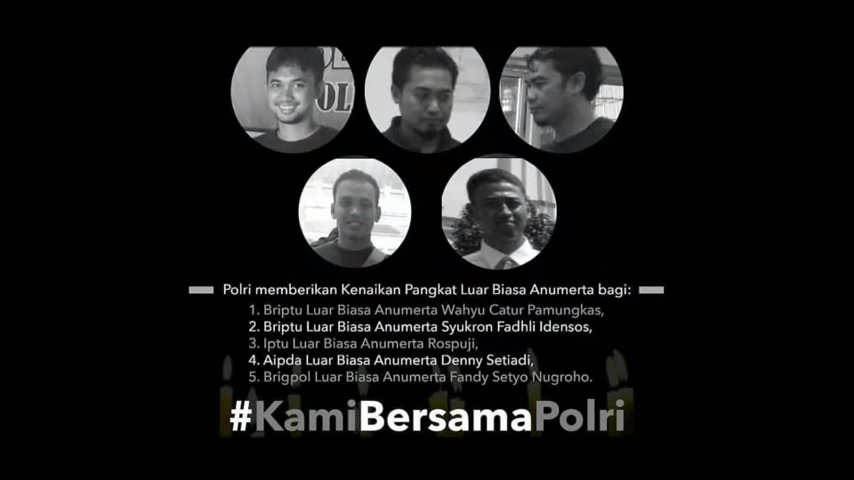 OL
Polri memberikan Kenaikan Pangkat Luar Biasa Anumerta bagi:
1. Briptu Luar Biasa Anumerta Wahyu Catur Pamungkas,
2. Briptu Luar Biasa Anumerta Syukron Fadhli Idensos,
3. Iptu Luar Biasa Anumerta Rospuji,
4. Aipda Luar Biasa Anumerta Denny Setiadi,
5. Brigpol Luar Biasa Anumerta Fandy Setyo Nugroho.
#KamiBersamaPolri